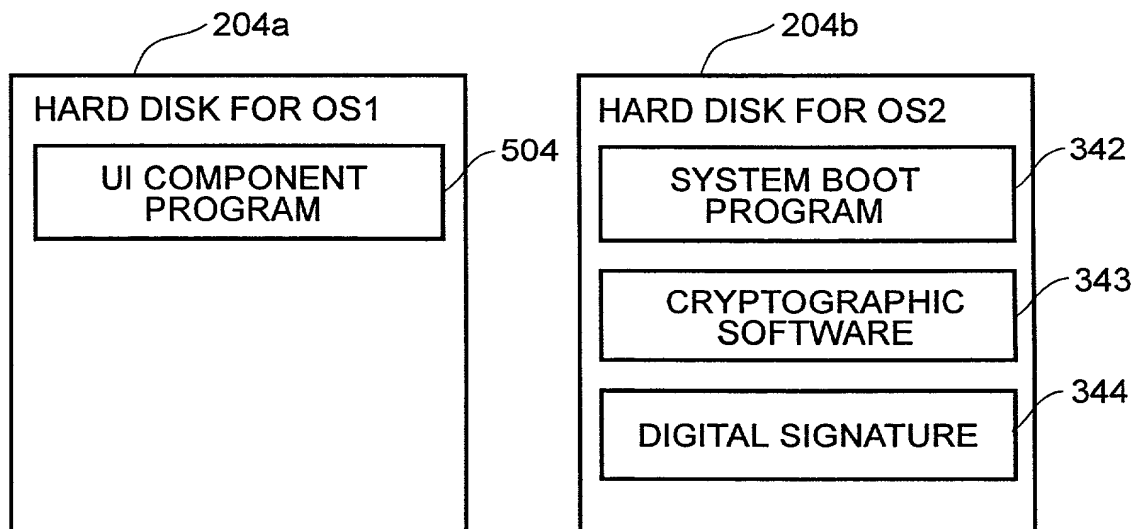 204a
HARD DISK FOR OS1
UI COMPONENT
PROGRAM
504
204b
HARD DISK FOR OS2
SYSTEM BOOT
PROGRAM
342
CRYPTOGRAPHIC
SOFTWARE
343
DIGITAL SIGNATURE
344